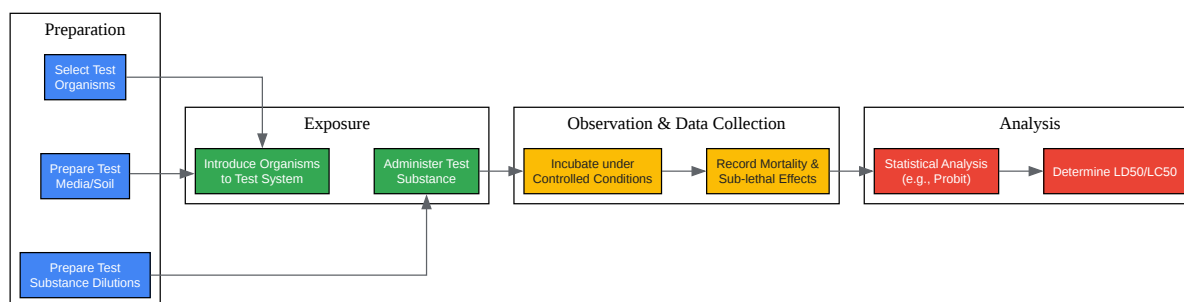 Preparation
Select Test
Organisms
Prepare Test
Media/Soil
Prepare Test
Substance Dilutions
Exposure
Introduce Organisms
to Test System
Administer Test
Substance
Observation & Data Collection
Incubate under
Controlled Conditions
Record Mortality &
Sub-lethal Effects
Analysis
Statistical Analysis
(e.g., Probit)
Determine LD50/LC50